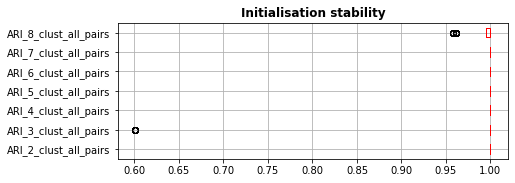 Initialisation stability
ARI_8_clust_all_pairs
ARI_7_clust_all_pairs
ARI_6_clust_all_pairs
ARI_5_clust_all_pairs
ARI_4_clust_all_pairs
ARI_3_clust_all_pairs
ARI_2_clust_all_pairs
0.60 0.65 0.70 0.75 0.80 0.85 0.90 0.95 1.00